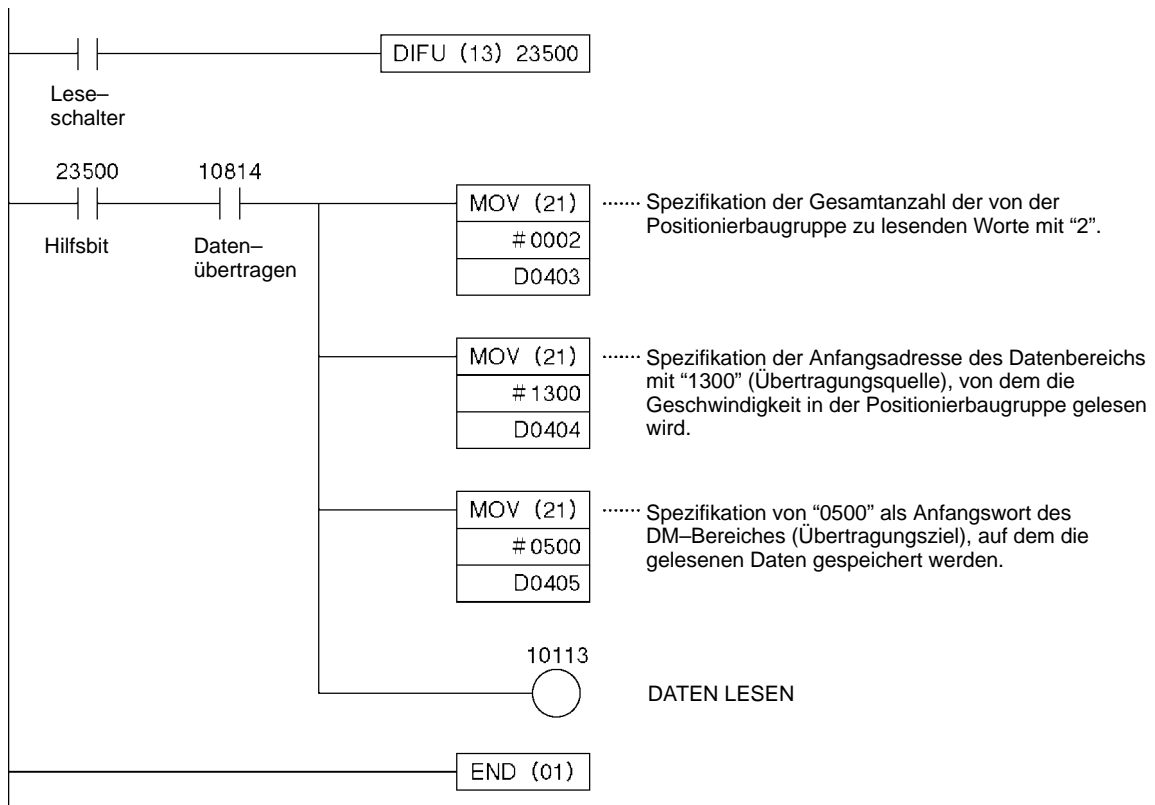 DIFU (13) 23500
Lese–
schalter
23500
10814
Hilfsbit
Daten–
übertragen
MOV (21)
#0002
D0403
....... Spezifikation der Gesamtanzahl der von der
Positionierbaugruppe zu lesenden Worte mit “2”.
MOV (21)
#1300
D0404
....... Spezifikation der Anfangsadresse des Datenbereichs
mit “1300” (Übertragungsquelle), von dem die
Geschwindigkeit in der Positionierbaugruppe gelesen
wird.
MOV (21)
#0500
D0405
....... Spezifikation von “0500” als Anfangswort des
DM–Bereiches (Übertragungsziel), auf dem die
gelesenen Daten gespeichert werden.
10113
DATEN LESEN
END (01)